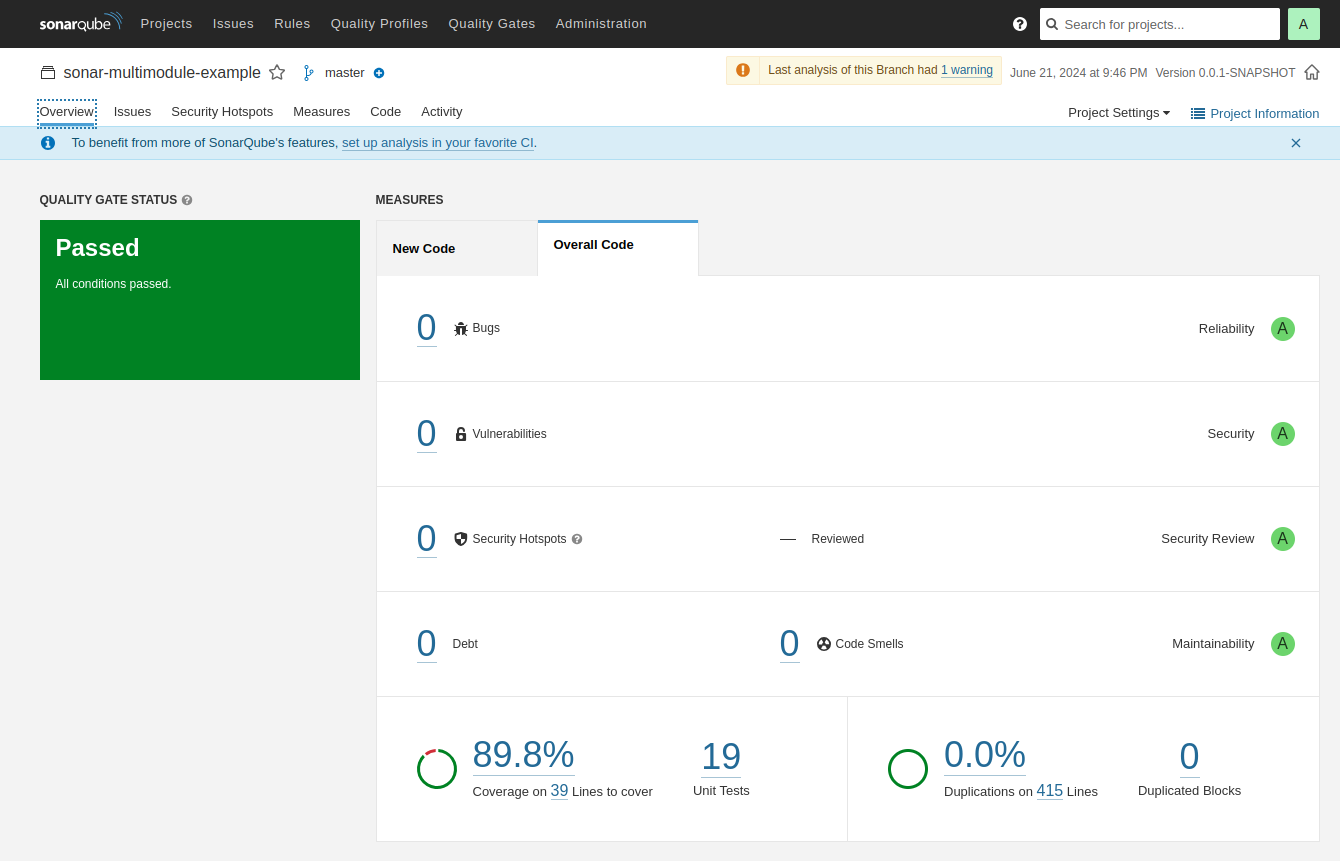 sonarqube Projects Issues Rules Quality Profiles Quality Gates Administration ? Search for projects... A
sonar-multimodule-example master Last analysis of this Branch had 1 warning June 21, 2024 at 9:46 PM Version 0.0.1-SNAPSHOT
Overview Issues Security Hotspots Measures Code Activity Project Settings Project Information
To benefit from more of SonarQube's features, set up analysis in your favorite CI.
QUALITY GATE STATUS ? MEASURES
Passed
All conditions passed.
New Code Overall Code
0 Bugs Reliability A
0 Vulnerabilities Security A
0 Security Hotspots ? — Reviewed Security Review A
0 Debt 0 Code Smells Maintainability A
89.8% 19 0.0% 0
Coverage on 39 Lines to cover Unit Tests Duplications on 415 Lines Duplicated Blocks